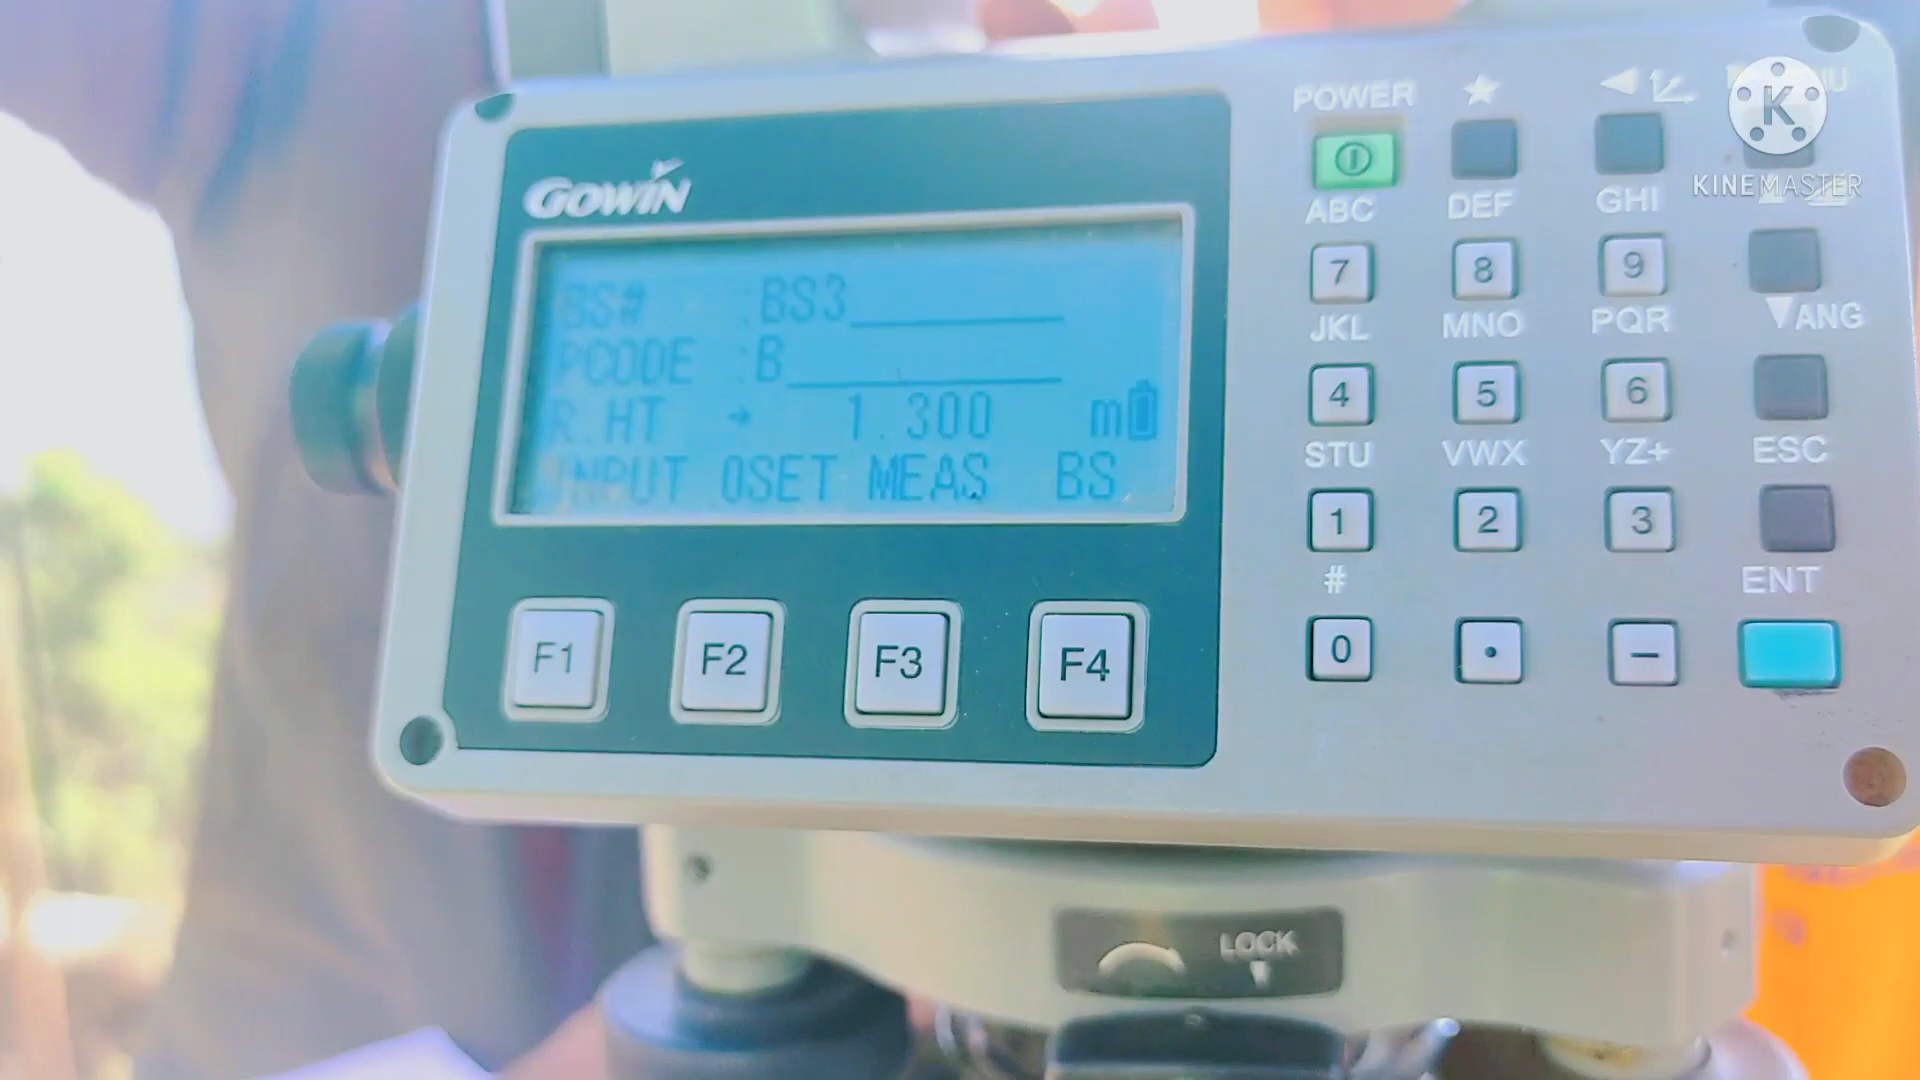 POWER ★ ◀
K
KINEMASTER
GOWIN
ABC DEF GHI
7 8 9
BS# :BS3
PCODE :B
R.HT → 1.300 m
INPUT OSET MEAS BS
▼ANG
JKL MNO PQR
4 5 6
ESC
STU VWX YZ+
1 2 3
ENT
#
0 • −
F1 F2 F3 F4
LOCK